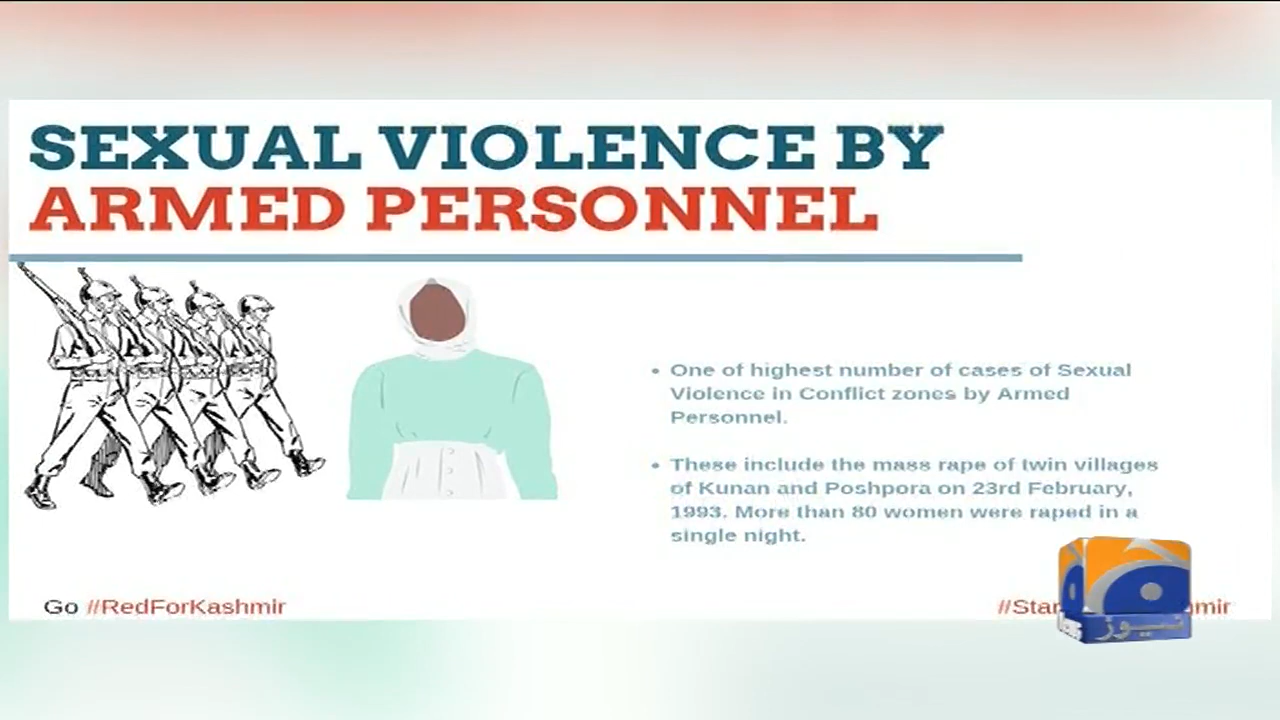 SEXUAL VIOLENCE BY
ARMED PERSONNEL
• One of highest number of cases of Sexual
Violence in Conflict zones by Armed
Personnel.
• These include the mass rape of twin villages
of Kunan and Poshpora on 23rd February,
1993. More than 80 women were raped in a
single night.
Go #RedForKashmir
نیوز